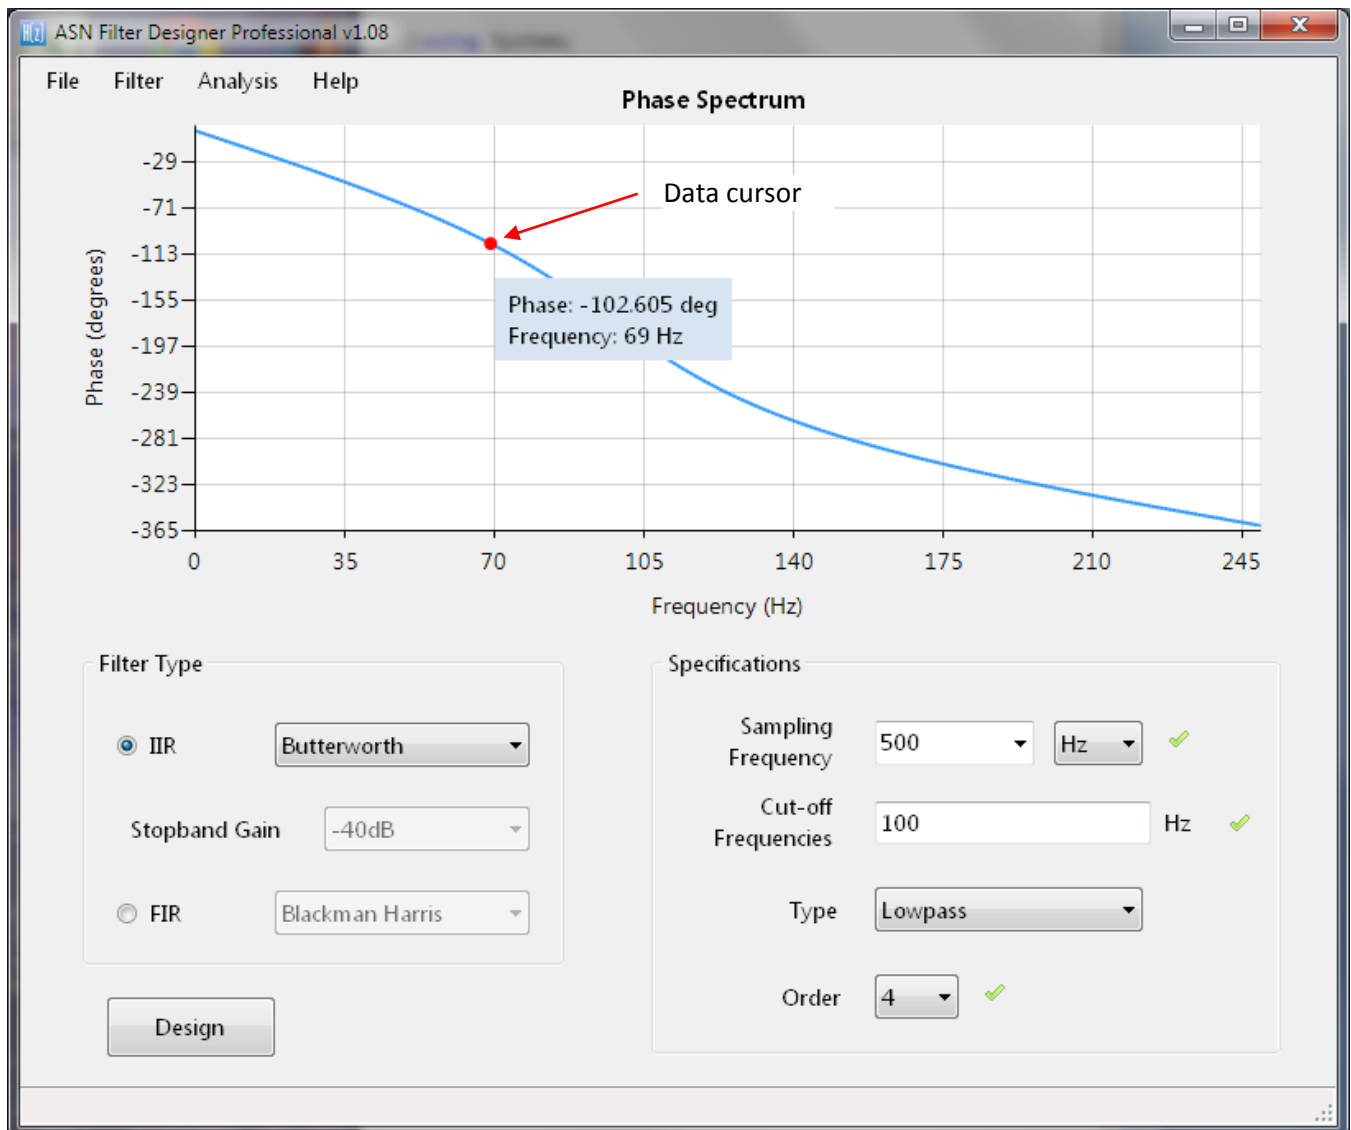 ASN Filter Designer Professional v1.08
File Filter Analysis Help
Phase Spectrum
Data cursor
Phase: -102.605 deg
Frequency: 69 Hz
Phase (degrees)
-29
-71
-113
-155
-197
-239
-281
-323
-365
0 35 70 105 140 175 210 245
Frequency (Hz)
Filter Type
IIR Butterworth
Stopband Gain -40dB
FIR Blackman Harris
Design
Specifications
Sampling
Frequency
500 Hz
Cut-off
Frequencies
100 Hz
Type Lowpass
Order 4